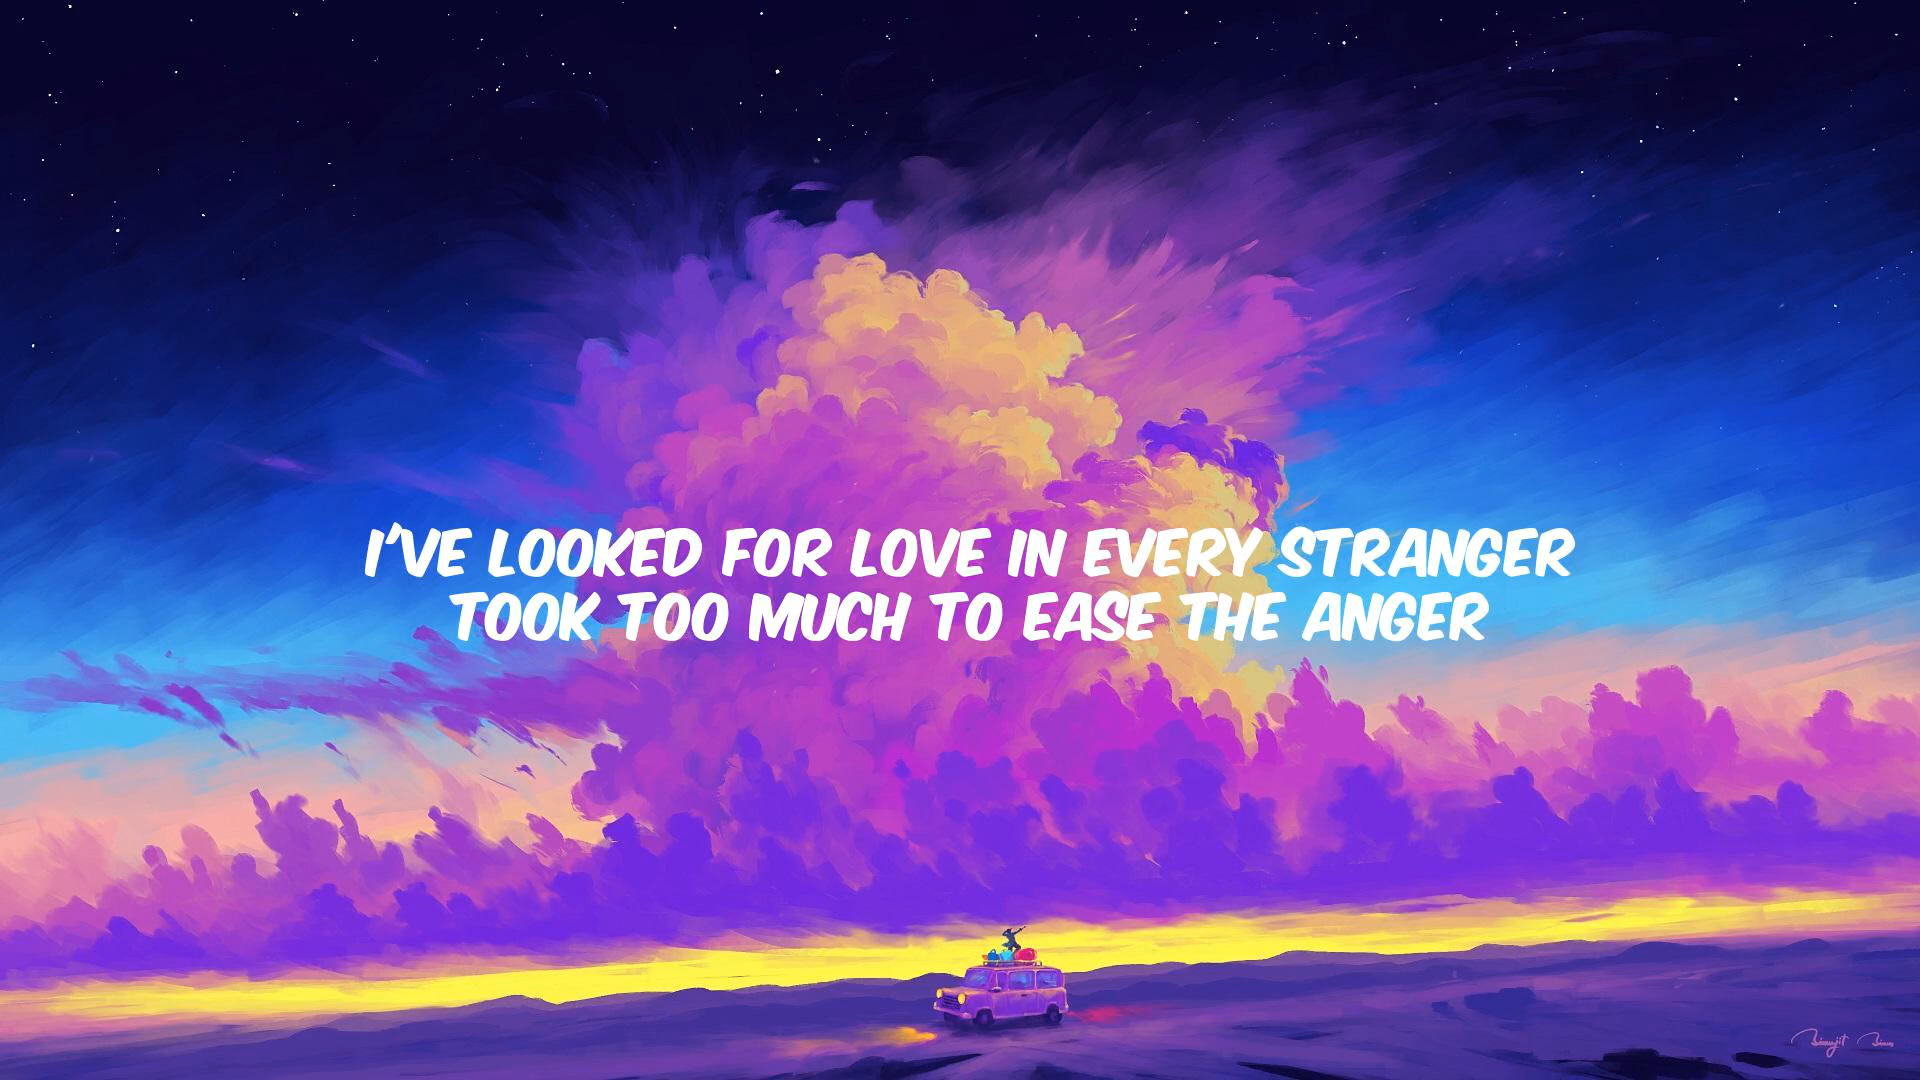 I'VE LOOKED FOR LOVE IN EVERY STRANGER
TOOK TOO MUCH TO EASE THE ANGER